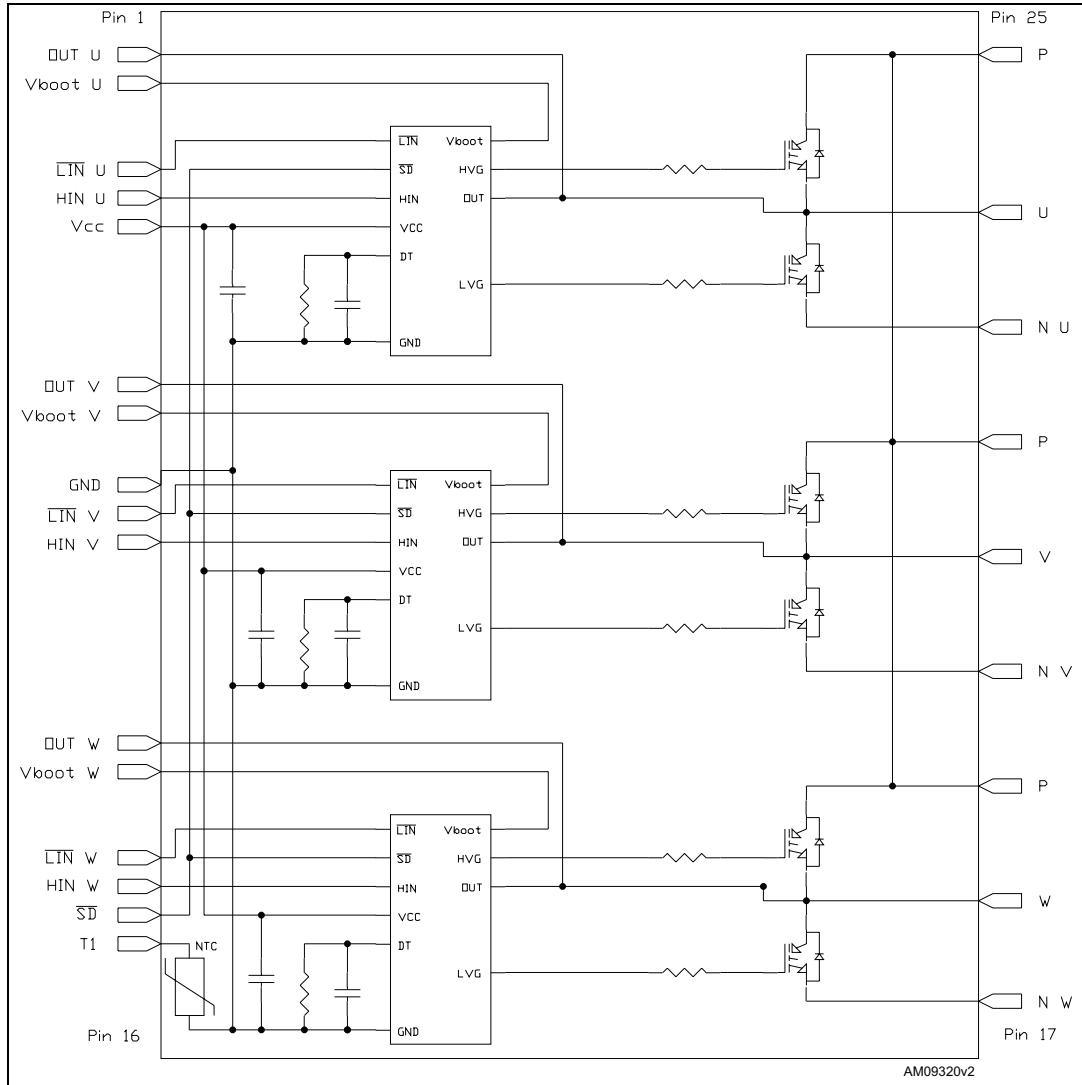 Pin 1
Pin 25
OUT U
P
Vboot U
LIN
Vboot
LIN U
SD
HVG
HIN U
HIN
OUT
U
Vcc
VCC
DT
LVG
N U
GND
OUT V
Vboot V
P
GND
LIN
Vboot
LIN V
SD
HVG
HIN V
HIN
OUT
V
VCC
DT
LVG
N V
GND
OUT W
Vboot W
P
LIN
Vboot
LIN W
SD
HVG
HIN W
HIN
OUT
W
SD
VCC
T1
NTC
DT
LVG
N W
Pin 16
GND
Pin 17
AM09320v2